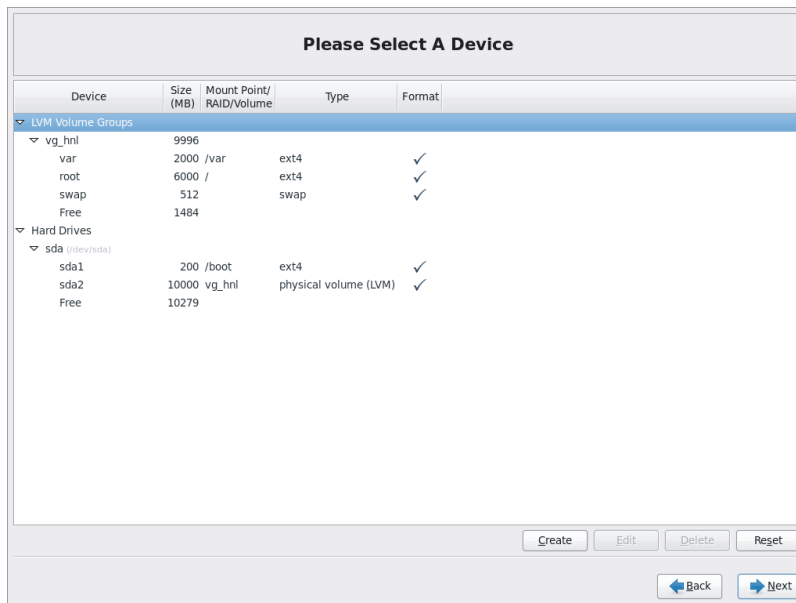 Please Select A Device
Device Size (MB) Mount Point/ RAID/Volume Type Format
LVM Volume Groups
vg_hnl 9996
var 2000 /var ext4
root 6000 / ext4
swap 512 swap
Free 1484
Hard Drives
sda (/dev/sda)
sda1 200 /boot ext4
sda2 10000 vg_hnl physical volume (LVM)
Free 10279
Create Edit Delete Reset
Back Next